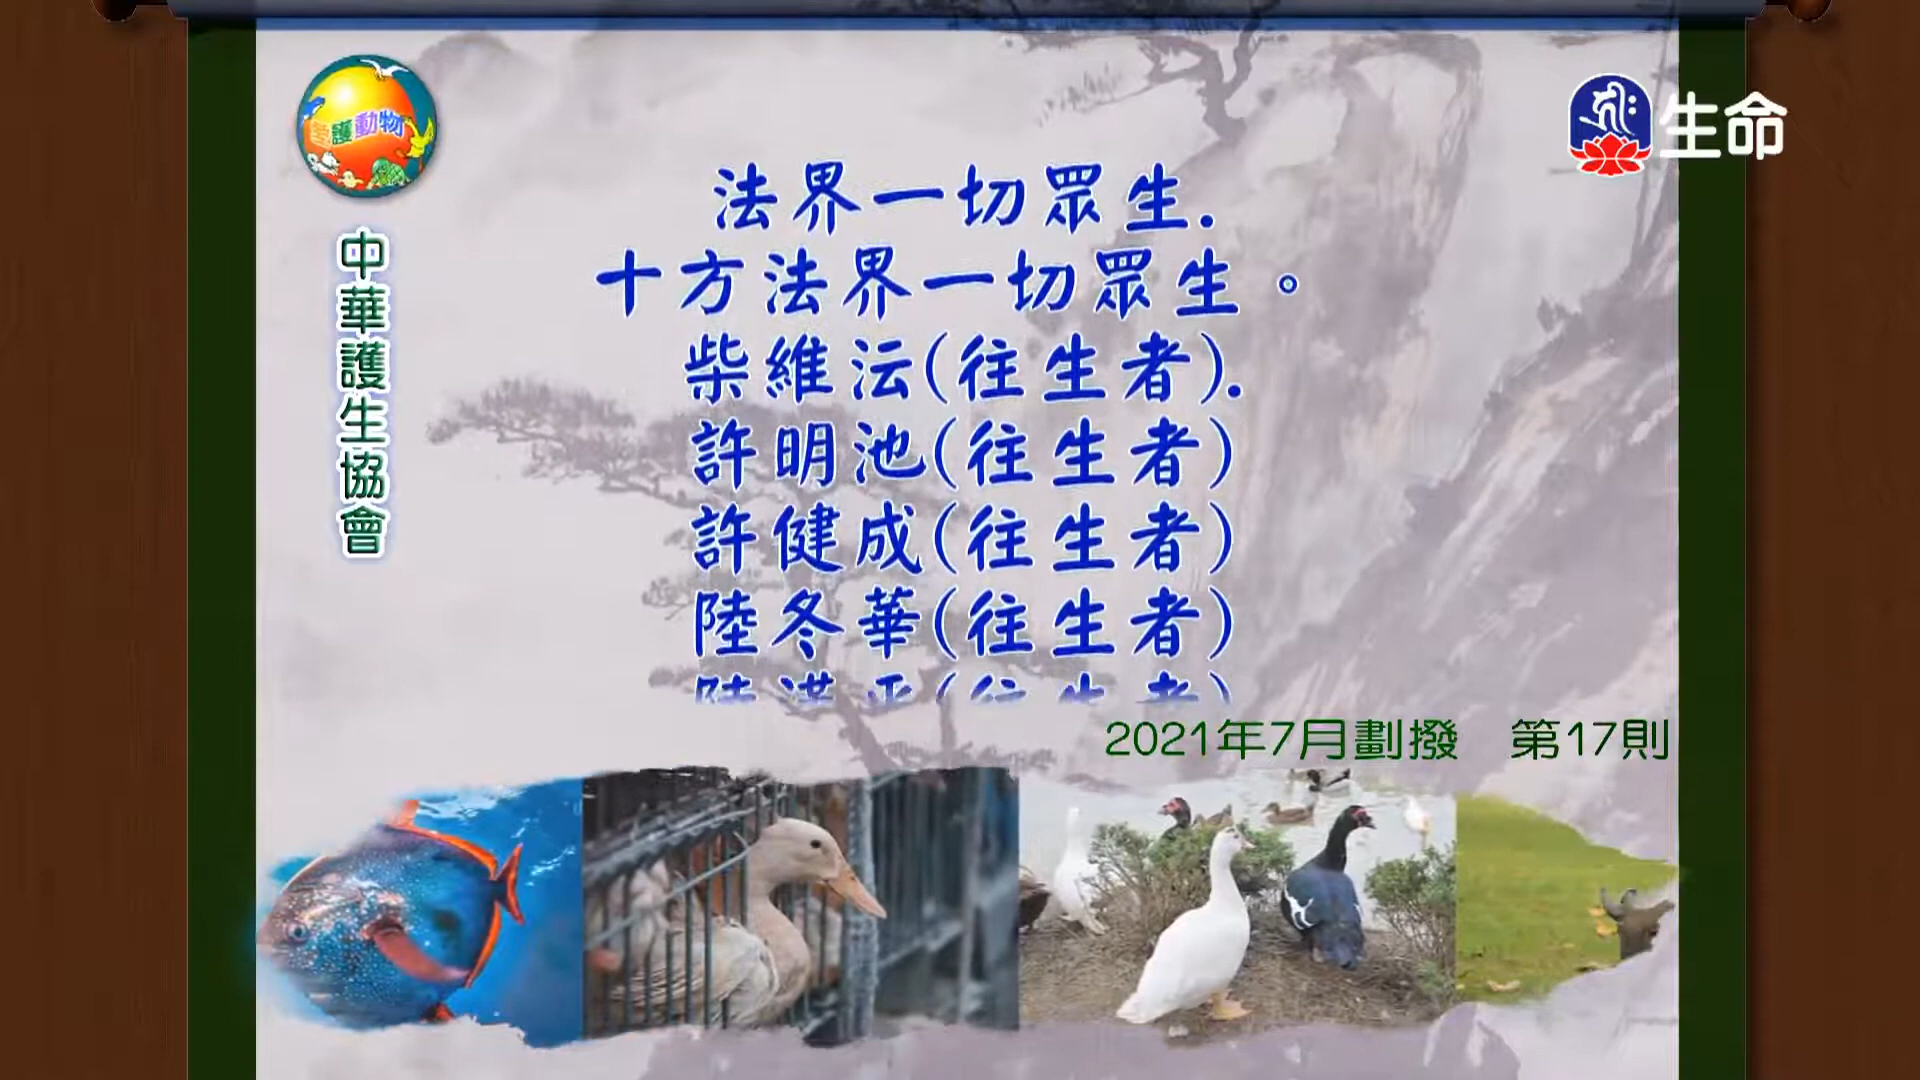 愛護動物
生命
中華護生協會
法界一切眾生.
十方法界一切眾生。
柴維沄(往生者).
許明池(往生者)
許健成(往生者)
陸冬華(往生者)
2021年7月劃撥 第17則